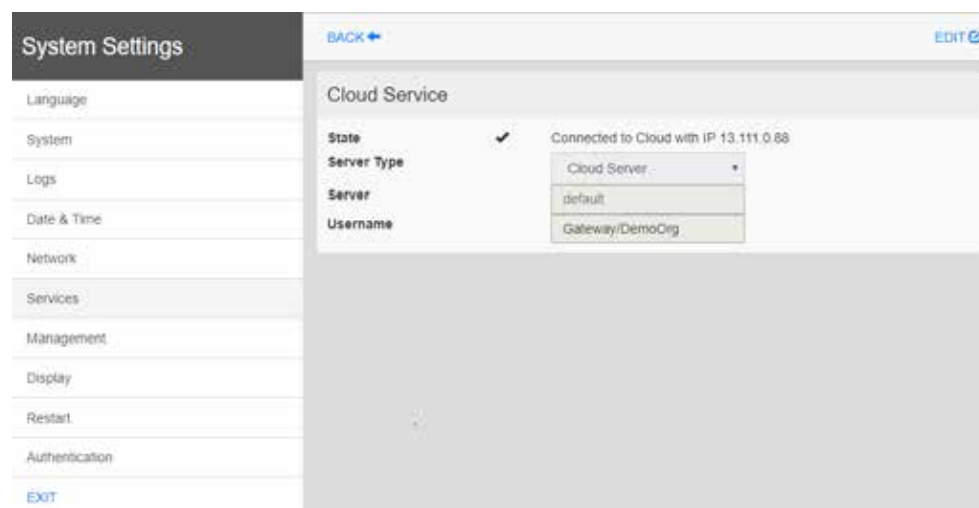 System Settings
BACK
EDIT
Language
System
Logs
Date & Time
Network
Services
Management
Display
Restart
Authentication
EXIT
Cloud Service
State Connected to Cloud with IP 13.111.0.88
Server Type Cloud Server
Server default
Username Gateway/DemoOrg